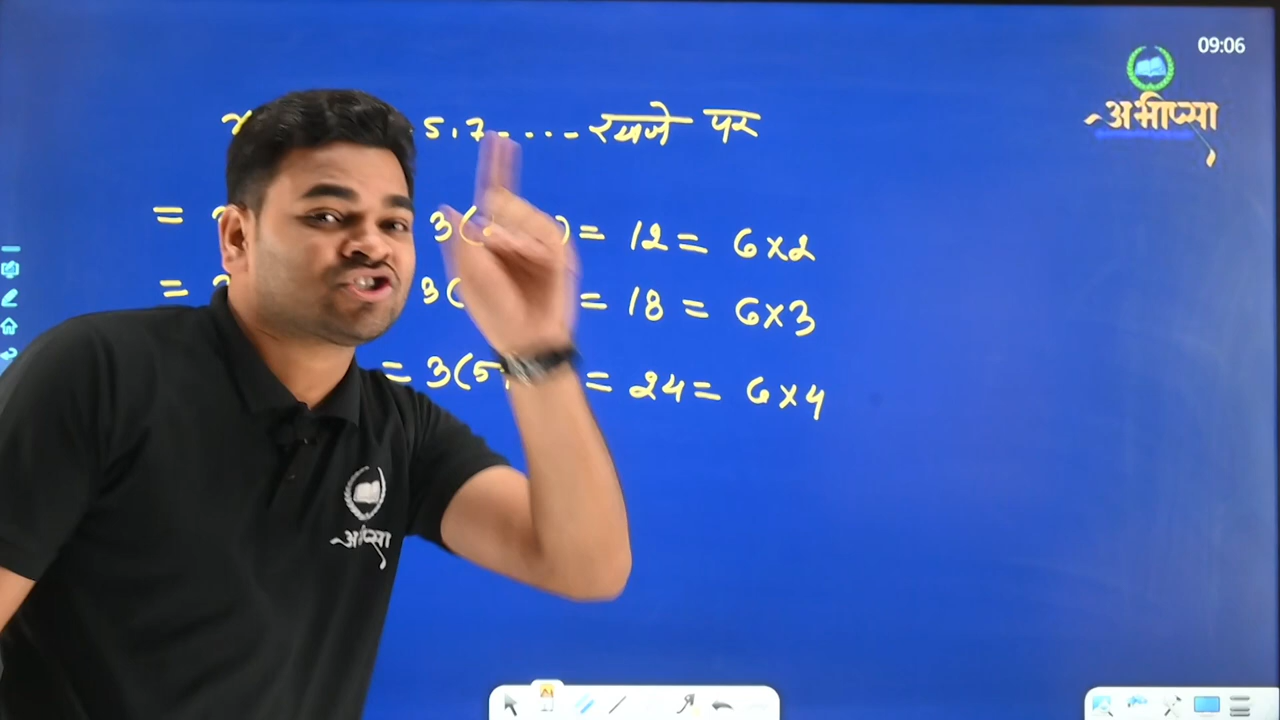 09:06
अभीप्सा
5, 7 - . . . - रखने पर
= 3( ) = 12 = 6×2
= 3( = 18 = 6×3
= 3(5, = 24 = 6×4
अभीप्सा